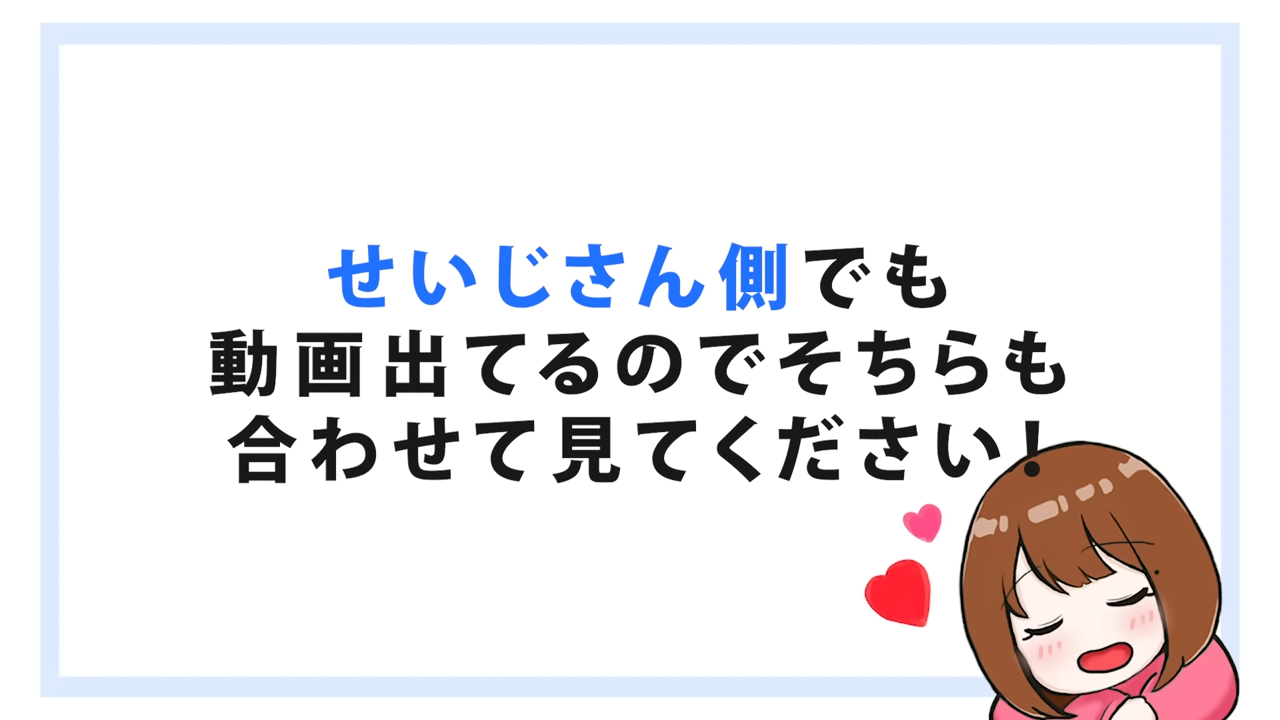 せいじさん側でも
動画出てるのでそちらも
合わせて見てください!